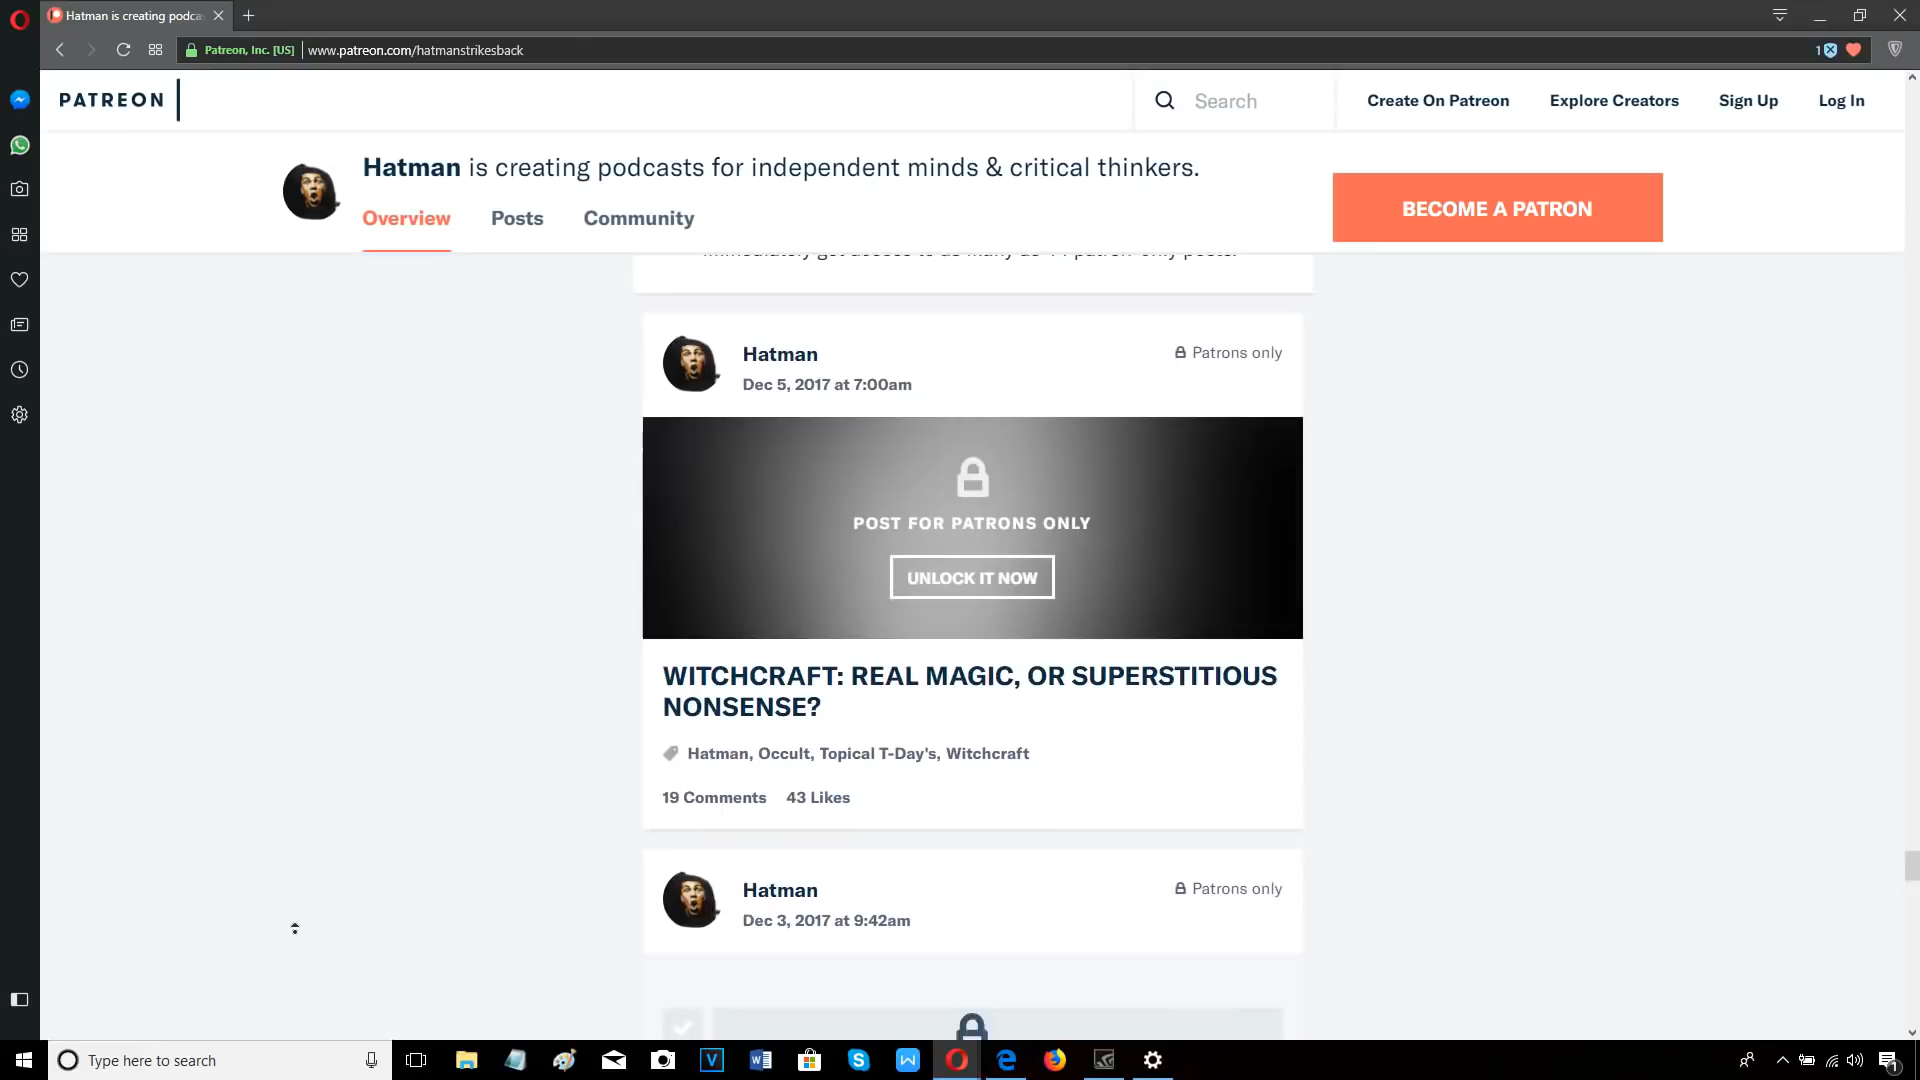 Hatman is creating podca
Patreon, Inc. [US]
www.patreon.com/hatmanstrikesback
1
PATREON
Search
Create On Patreon
Explore Creators
Sign Up
Log In
Hatman is creating podcasts for independent minds & critical thinkers.
Overview
Posts
Community
BECOME A PATRON
Hatman
Patrons only
Dec 5, 2017 at 7:00am
POST FOR PATRONS ONLY
UNLOCK IT NOW
WITCHCRAFT: REAL MAGIC, OR SUPERSTITIOUS
NONSENSE?
Hatman, Occult, Topical T-Day's, Witchcraft
19 Comments 43 Likes
Hatman
Patrons only
Dec 3, 2017 at 9:42am
Type here to search
1